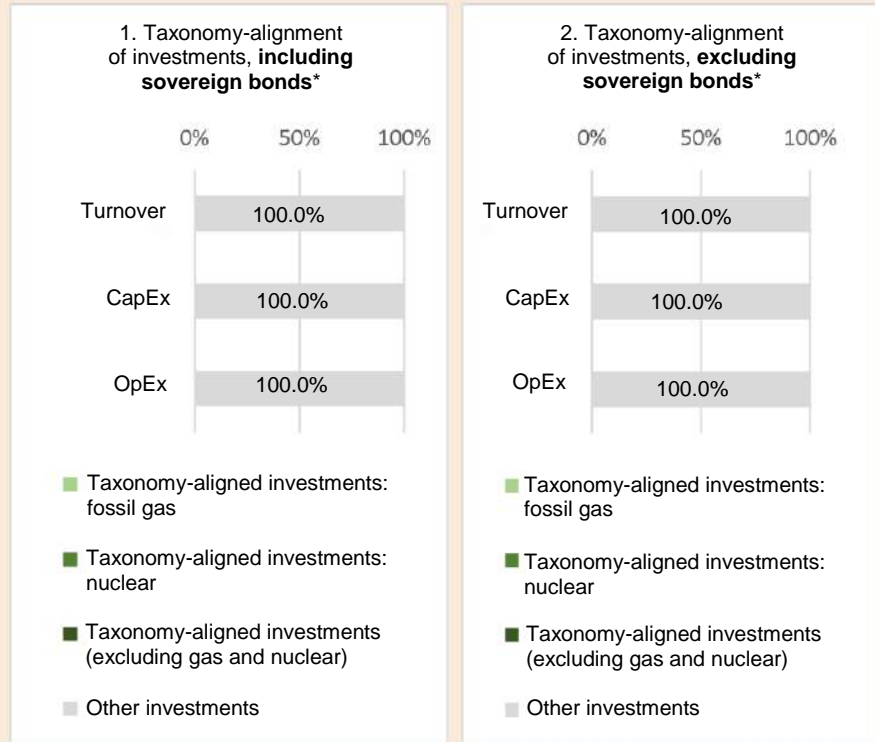 1. Taxonomy-alignment
of investments, including
sovereign bonds*
0% 50% 100%
Turnover 100.0%
CapEx 100.0%
OpEx 100.0%
Taxonomy-aligned investments:
fossil gas
Taxonomy-aligned investments:
nuclear
Taxonomy-aligned investments
(excluding gas and nuclear)
Other investments
2. Taxonomy-alignment
of investments, excluding
sovereign bonds*
0% 50% 100%
Turnover 100.0%
CapEx 100.0%
OpEx 100.0%
Taxonomy-aligned investments:
fossil gas
Taxonomy-aligned investments:
nuclear
Taxonomy-aligned investments
(excluding gas and nuclear)
Other investments